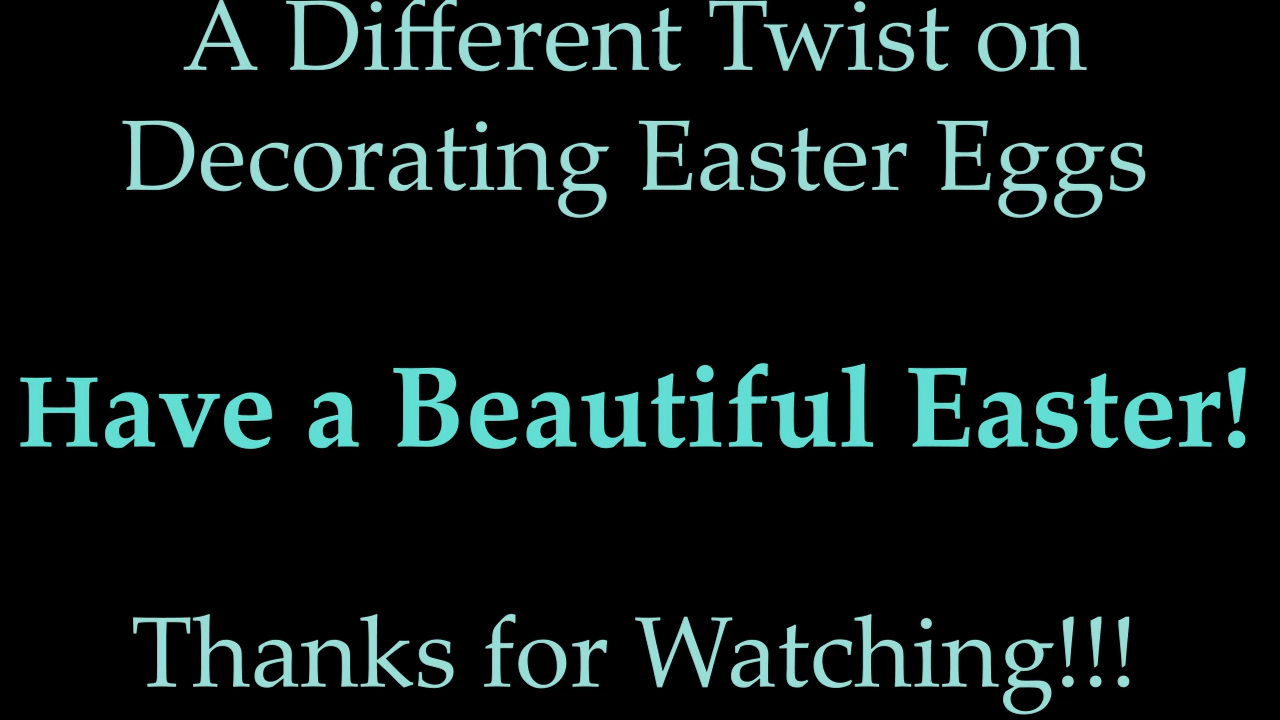 A Different Twist on
Decorating Easter Eggs
Have a Beautiful Easter!
Thanks for Watching!!!